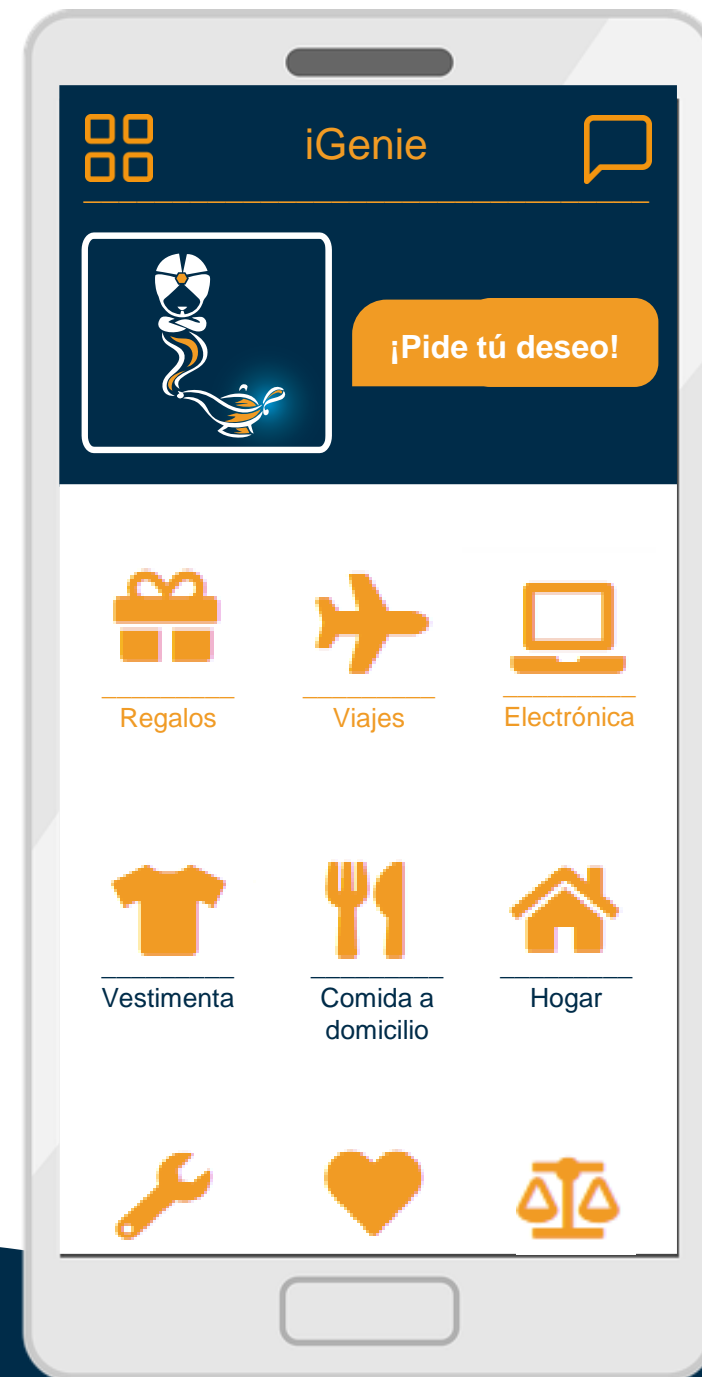 iGenie
¡Pide tú deseo!
Regalos
Viajes
Electrónica
Vestimenta
Comida a
domicilio
Hogar